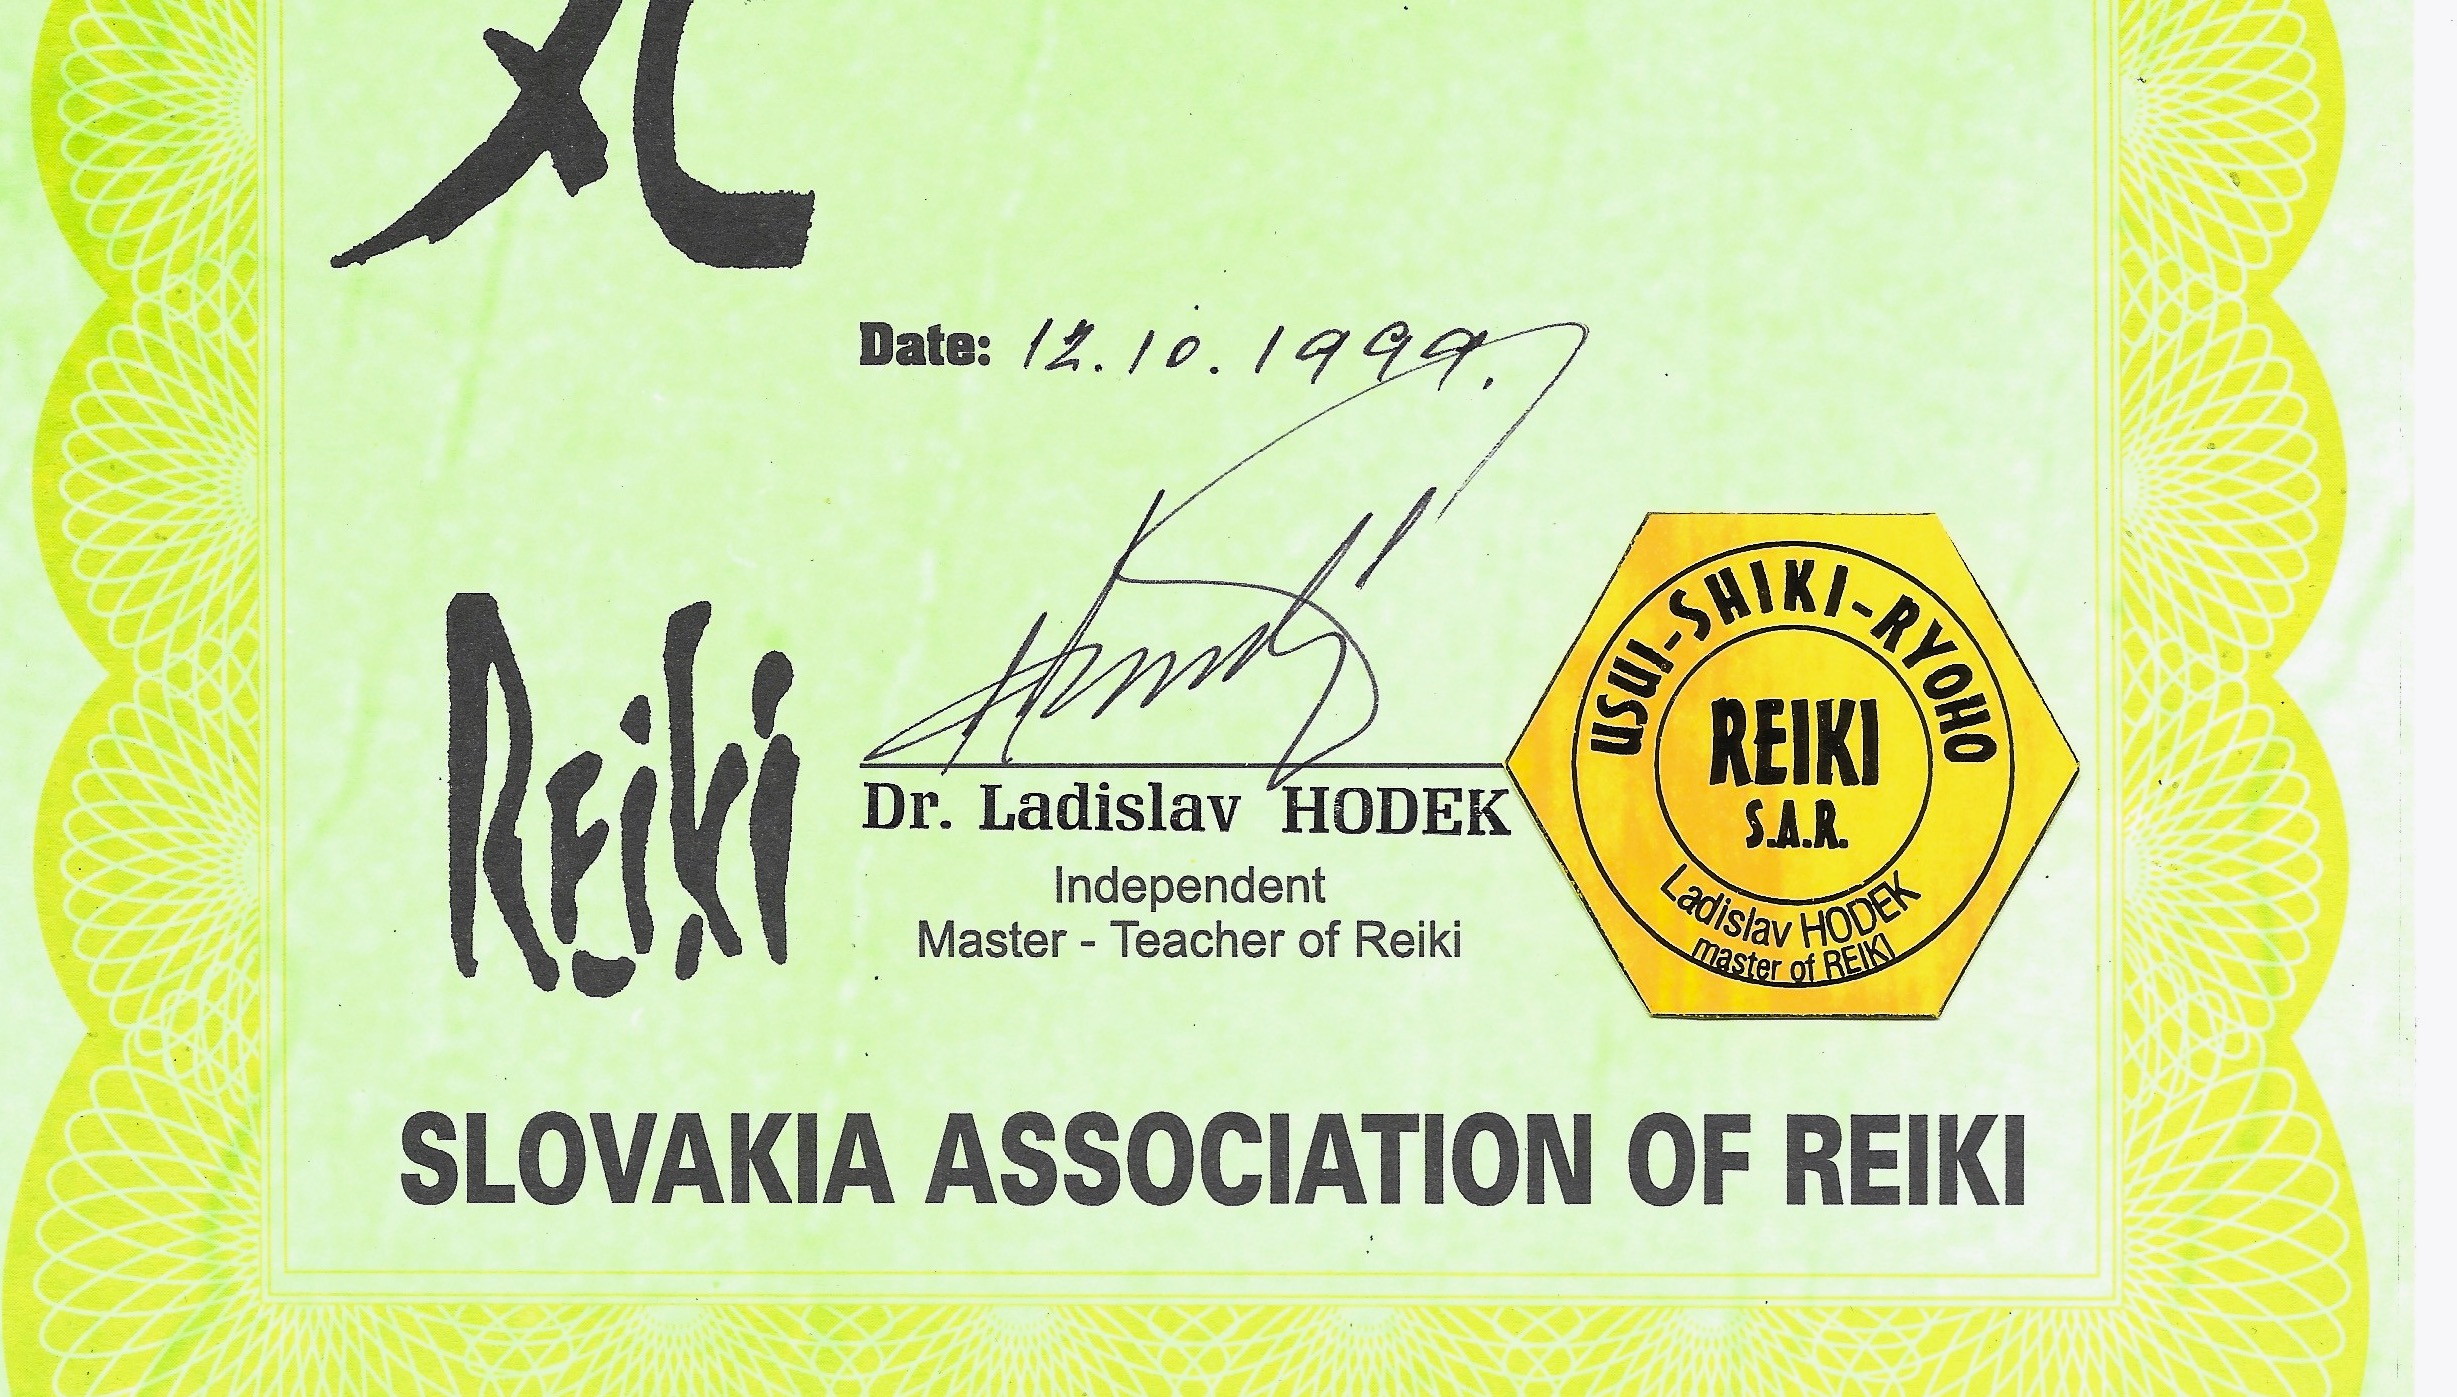 Date: 12.10.1999.
Reiki
Dr. Ladislav HODEK
Independent
Master - Teacher of Reiki
USUI-SHIKI-RYOHO
REIKI
S.A.R.
Ladislav HODEK
master of REIKI
SLOVAKIA ASSOCIATION OF REIKI